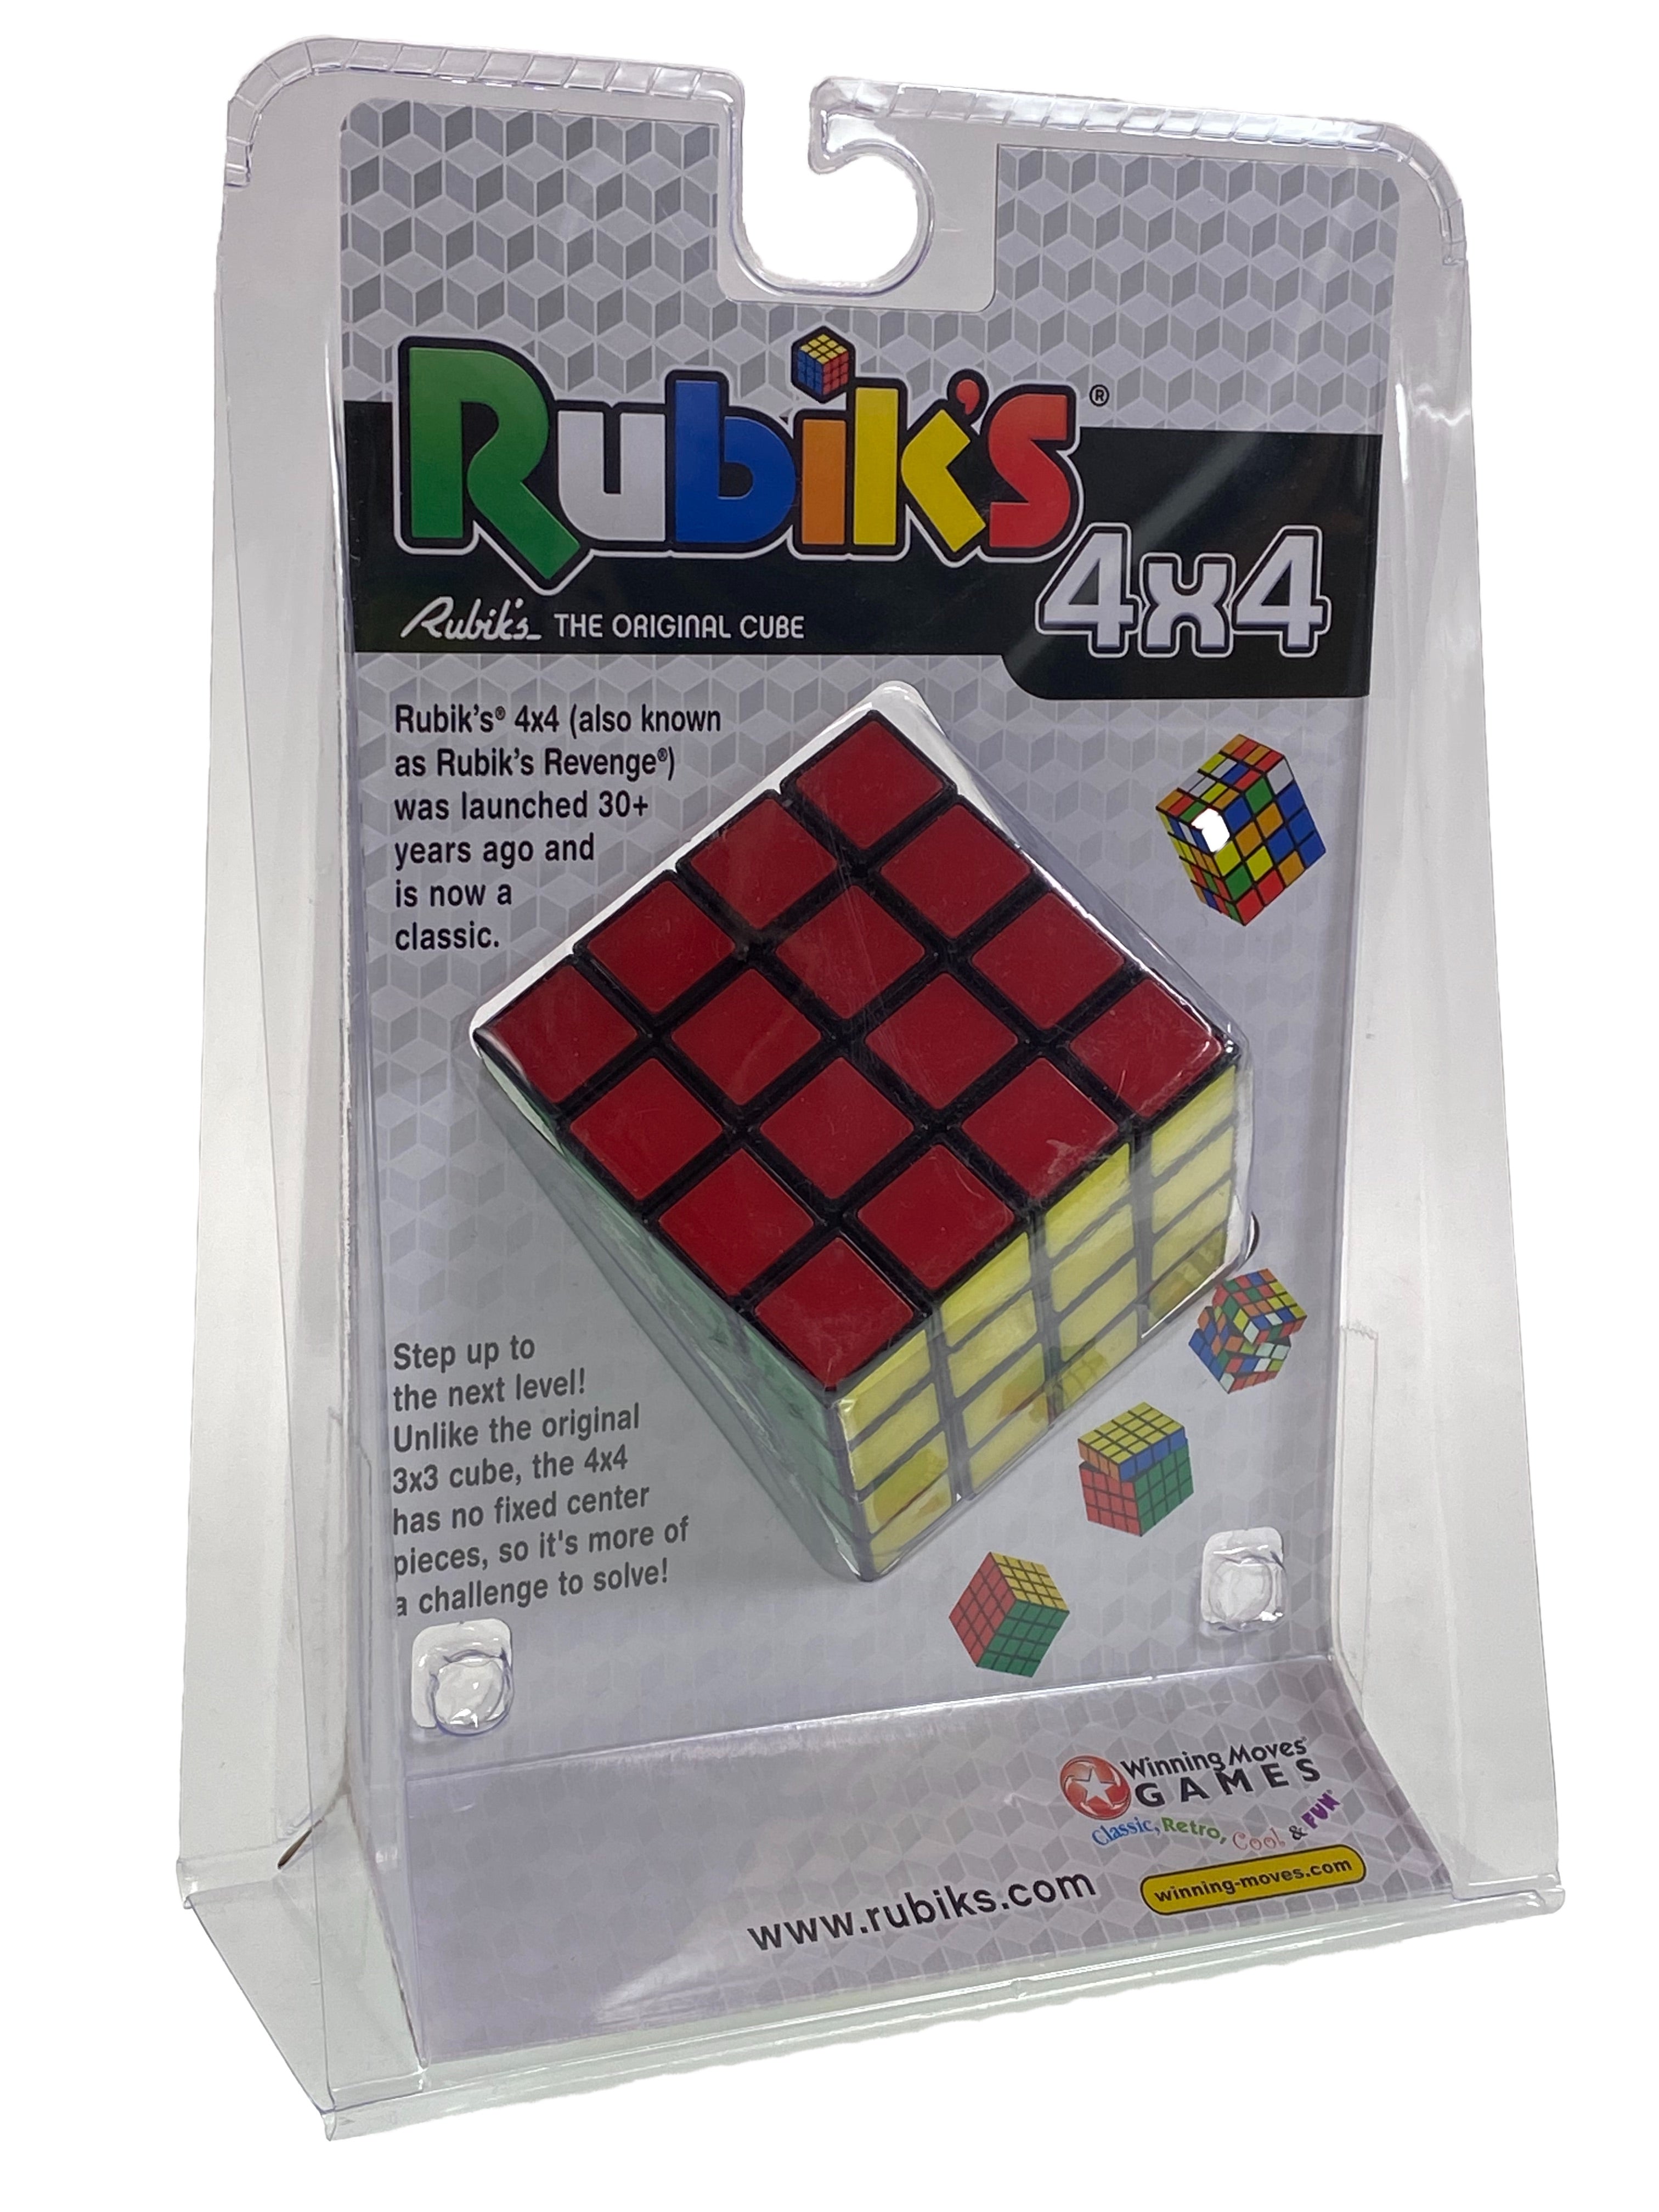 Rubik's®
4x4
Rubik's THE ORIGINAL CUBE
Rubik's® 4x4 (also known
as Rubik's Revenge®)
was launched 30+
years ago and
is now a
classic.
Step up to
the next level!
Unlike the original
3x3 cube, the 4x4
has no fixed center
pieces, so it's more of
a challenge to solve!
Winning Moves®
GAMES
Classic, Retro, Cool & FUN
www.rubiks.com
winning-moves.com